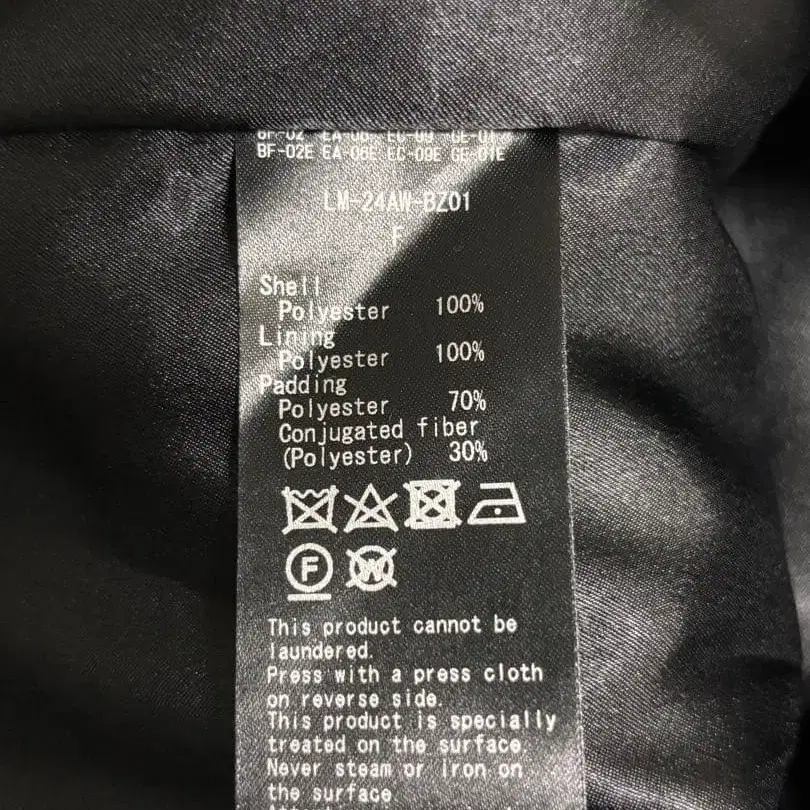 BF-02E EA-06E EC-09E GE-01E
LM-24AW-BZ01
F
Shell
Polyester 100%
Lining
Polyester 100%
Padding
Polyester 70%
Conjugated fiber
(Polyester) 30%
F W
This product cannot be
laundered.
Press with a press cloth
on reverse side.
This product is specially
treated on the surface.
Never steam or iron on
the surface.